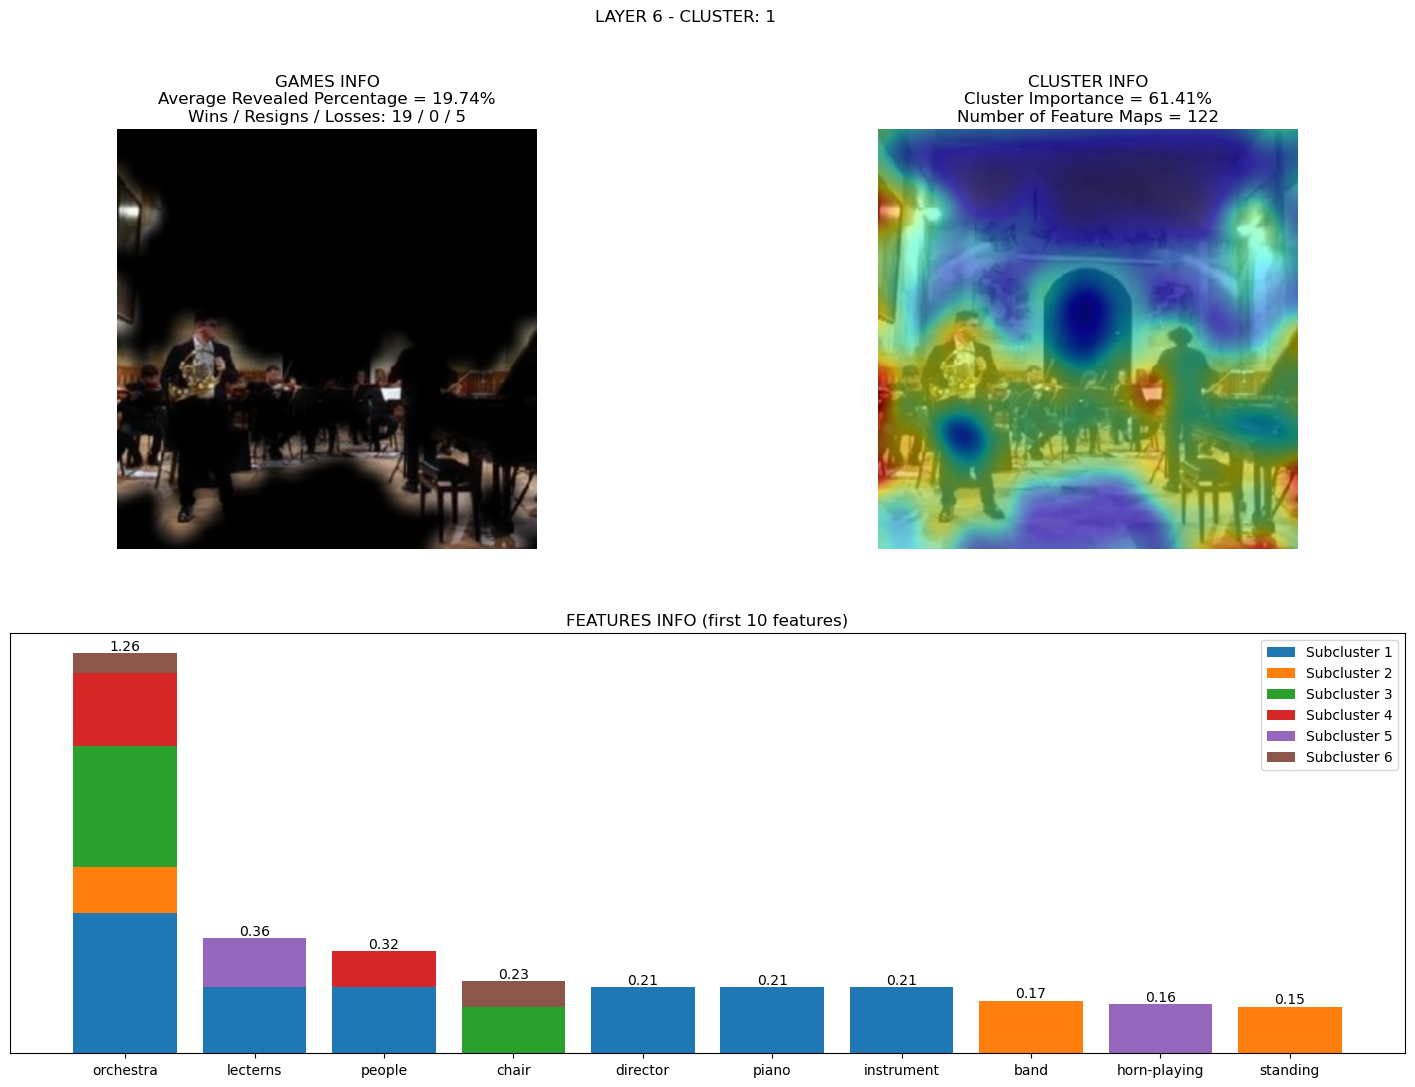 LAYER 6 - CLUSTER: 1
GAMES INFO
Average Revealed Percentage = 19.74%
Wins / Resigns / Losses: 19 / 0 / 5
CLUSTER INFO
Cluster Importance = 61.41%
Number of Feature Maps = 122
FEATURES INFO (first 10 features)
1.26
0.36
0.32
0.23
0.21
0.21
0.21
0.17
0.16
0.15
Subcluster 1
Subcluster 2
Subcluster 3
Subcluster 4
Subcluster 5
Subcluster 6
orchestra
lecterns
people
chair
director
piano
instrument
band
horn-playing
standing